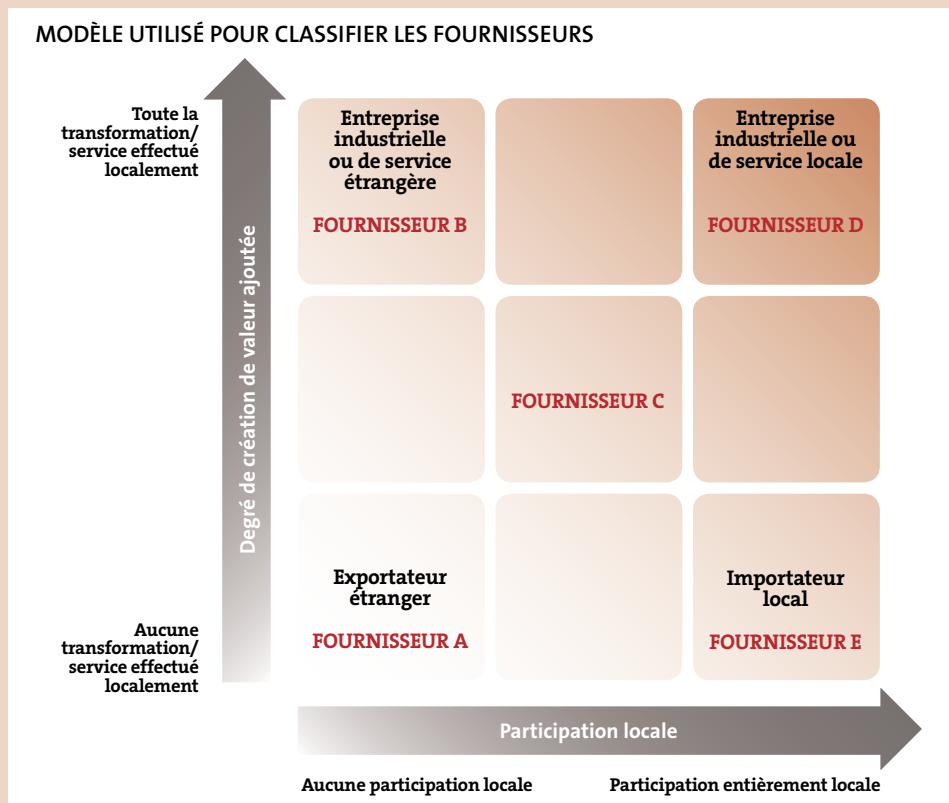 MODÈLE UTILISÉ POUR CLASSIFIER LES FOURNISSEURS
Toute la
transformation/
service effectué
localement
Degré de création de valeur ajoutée
Aucune
transformation/
service effectué
localement
Entreprise
industrielle
ou de service
étrangère
FOURNISSEUR B
Entreprise
industrielle ou
de service locale
FOURNISSEUR D
FOURNISSEUR C
Exportateur
étranger
FOURNISSEUR A
Importateur
local
FOURNISSEUR E
Participation locale
Aucune participation locale
Participation entièrement locale